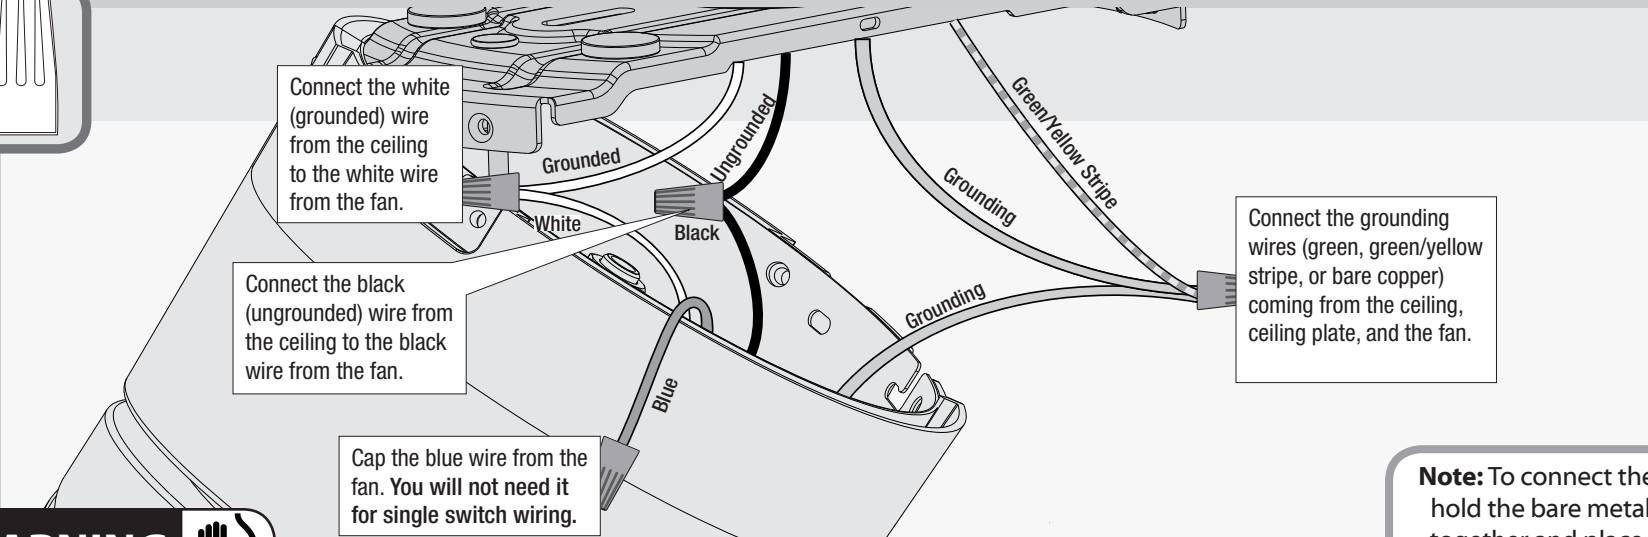 Connect the white
(grounded) wire
from the ceiling
to the white wire
from the fan.
Grounded
White
Ungrounded
Black
Grounding
Green/Yellow Stripe
Grounding
Connect the grounding
wires (green, green/yellow
stripe, or bare copper)
coming from the ceiling,
ceiling plate, and the fan.
Connect the black
(ungrounded) wire from
the ceiling to the black
wire from the fan.
Blue
Cap the blue wire from the
fan. You will not need it
for single switch wiring.
Note: To connect the
hold the bare metal
together and place